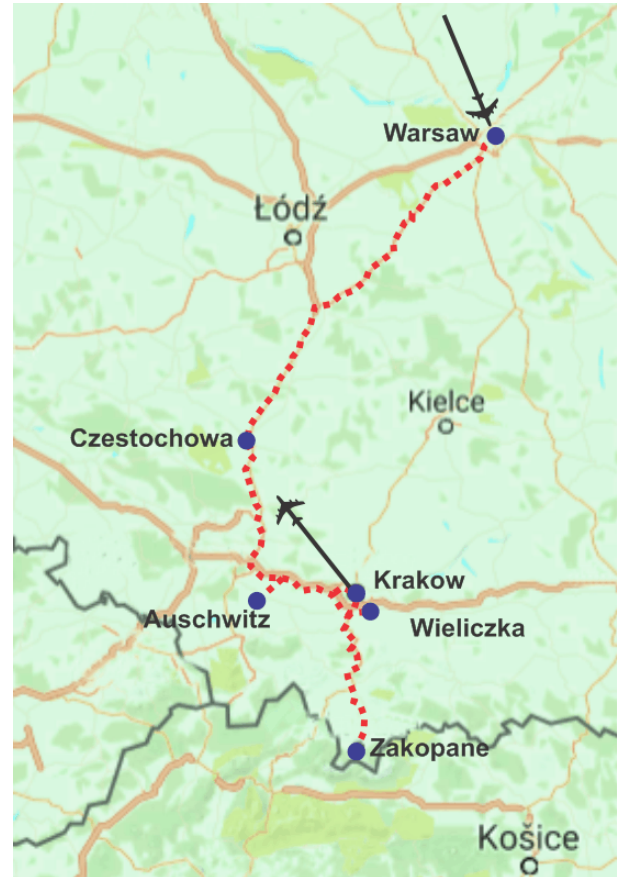 Warsaw
Łódź
Kielce
Czestochowa
Krakow
Auschwitz
Wieliczka
Zakopane
Košice